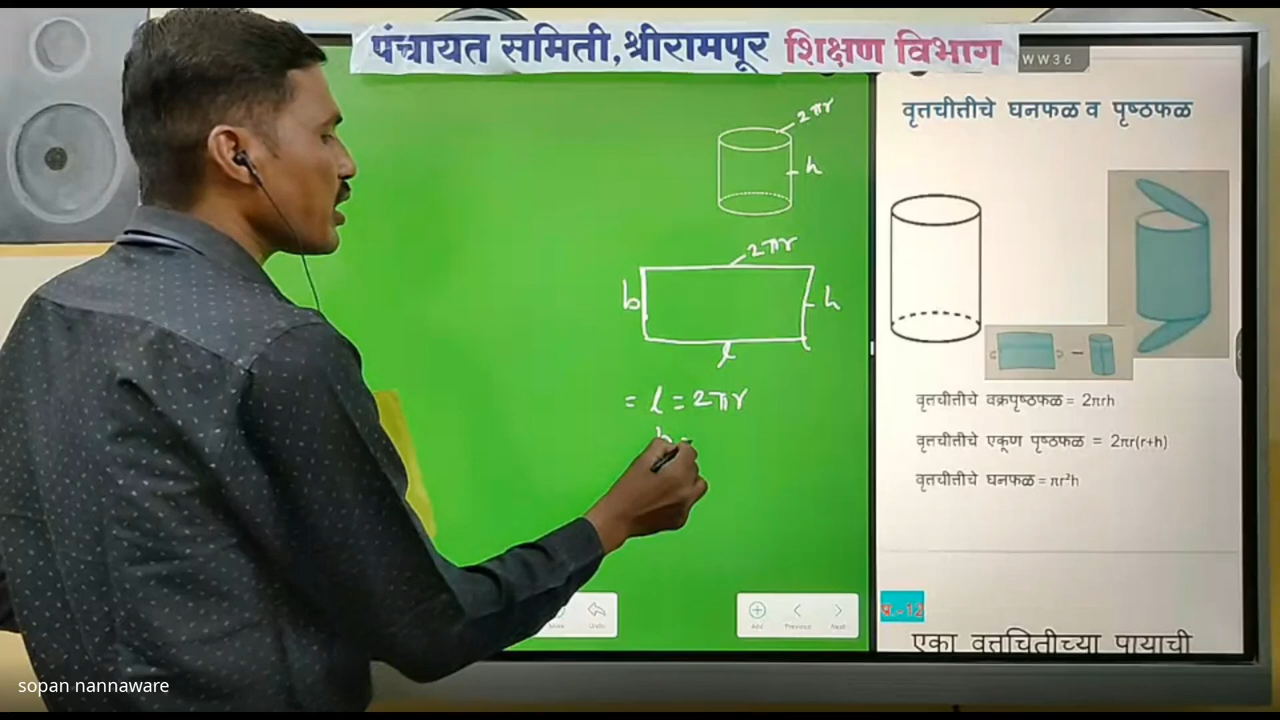 पंचायत समिती,श्रीरामपूर शिक्षण विभाग
WW36
2πr
h
2πr
b
h
l
= l = 2πr
b =
वृत्तचीतीचे घनफळ व पृष्ठफळ
वृत्तचीतीचे वक्रपृष्ठफळ = 2πrh
वृत्तचीतीचे एकूण पृष्ठफळ = 2πr(r+h)
वृत्तचीतीचे घनफळ = πr²h
प्र.-12
एका वृत्तचितीच्या पायाची
Undo
Add
Previous
Next
sopan nannaware